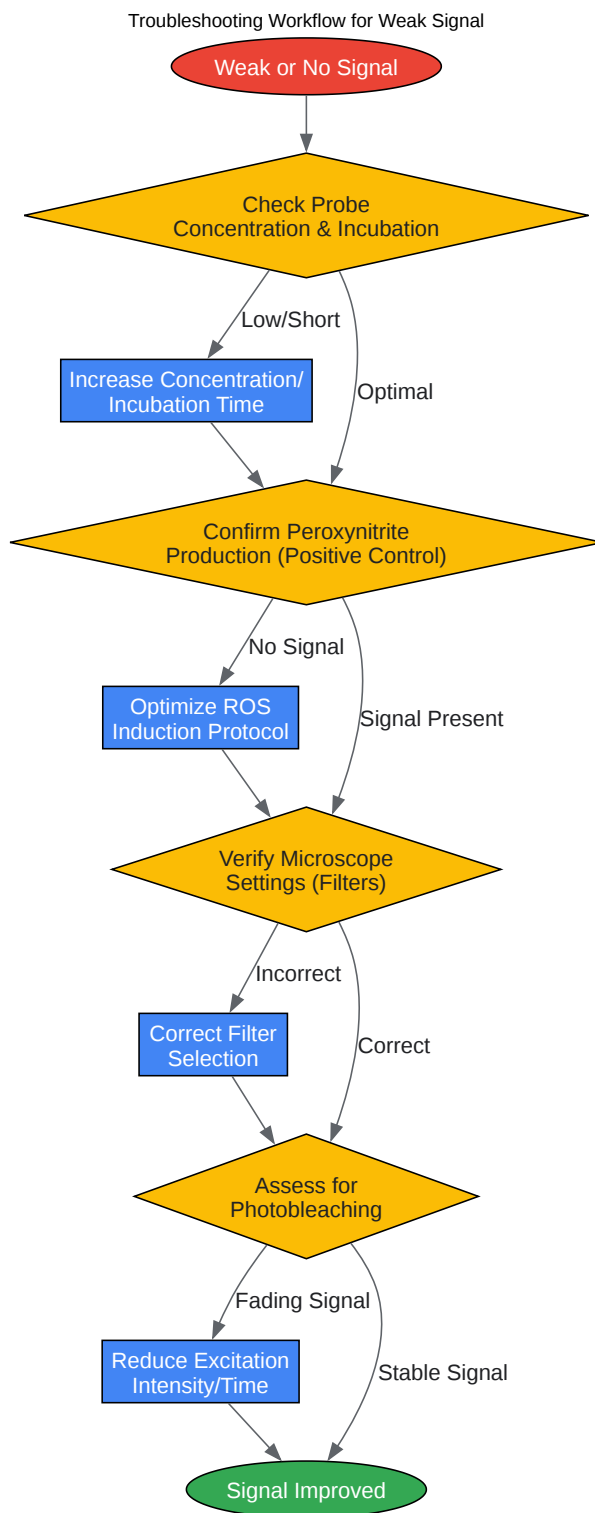 Troubleshooting Workflow for Weak Signal
Weak or No Signal
Check Probe
Concentration & Incubation
Low/Short
Increase Concentration/
Incubation Time
Optimal
Confirm Peroxynitrite
Production (Positive Control)
No Signal
Optimize ROS
Induction Protocol
Signal Present
Verify Microscope
Settings (Filters)
Incorrect
Correct Filter
Selection
Correct
Assess for
Photobleaching
Fading Signal
Reduce Excitation
Intensity/Time
Stable Signal
Signal Improved